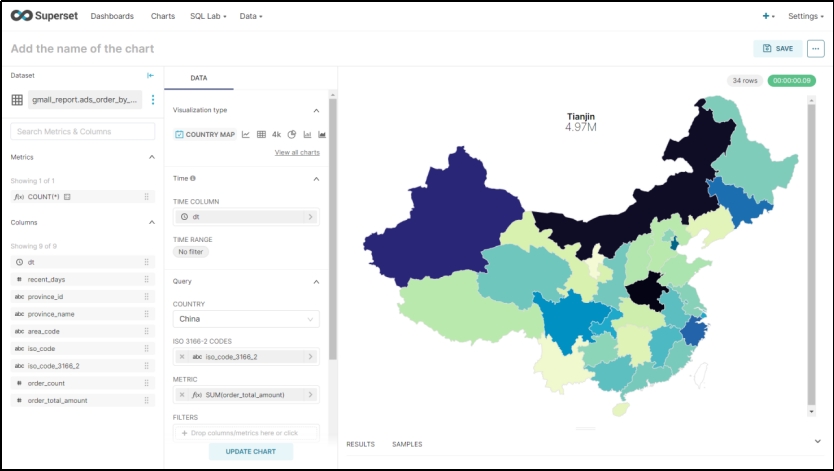 Superset Dashboards Charts SQL Lab Data + Settings
Add the name of the chart SAVE ...
Dataset
gmall_report.ads_order_by_...
Search Metrics & Columns
Metrics
Showing 1 of 1
f(x) COUNT(*)
Columns
Showing 9 of 9
dt
# recent_days
abc province_id
abc province_name
abc area_code
abc iso_code
abc iso_code_3166_2
# order_count
# order_total_amount
DATA
Visualization type
COUNTRY MAP 4k
View all charts
Time
TIME COLUMN
dt
TIME RANGE
No filter
Query
COUNTRY
China
ISO 3166-2 CODES
× abc iso_code_3166_2
METRIC
× f(x) SUM(order_total_amount)
FILTERS
+ Drop columns/metrics here or click
UPDATE CHART
34 rows 00:00:00.09
Tianjin
4.97M
RESULTS SAMPLES